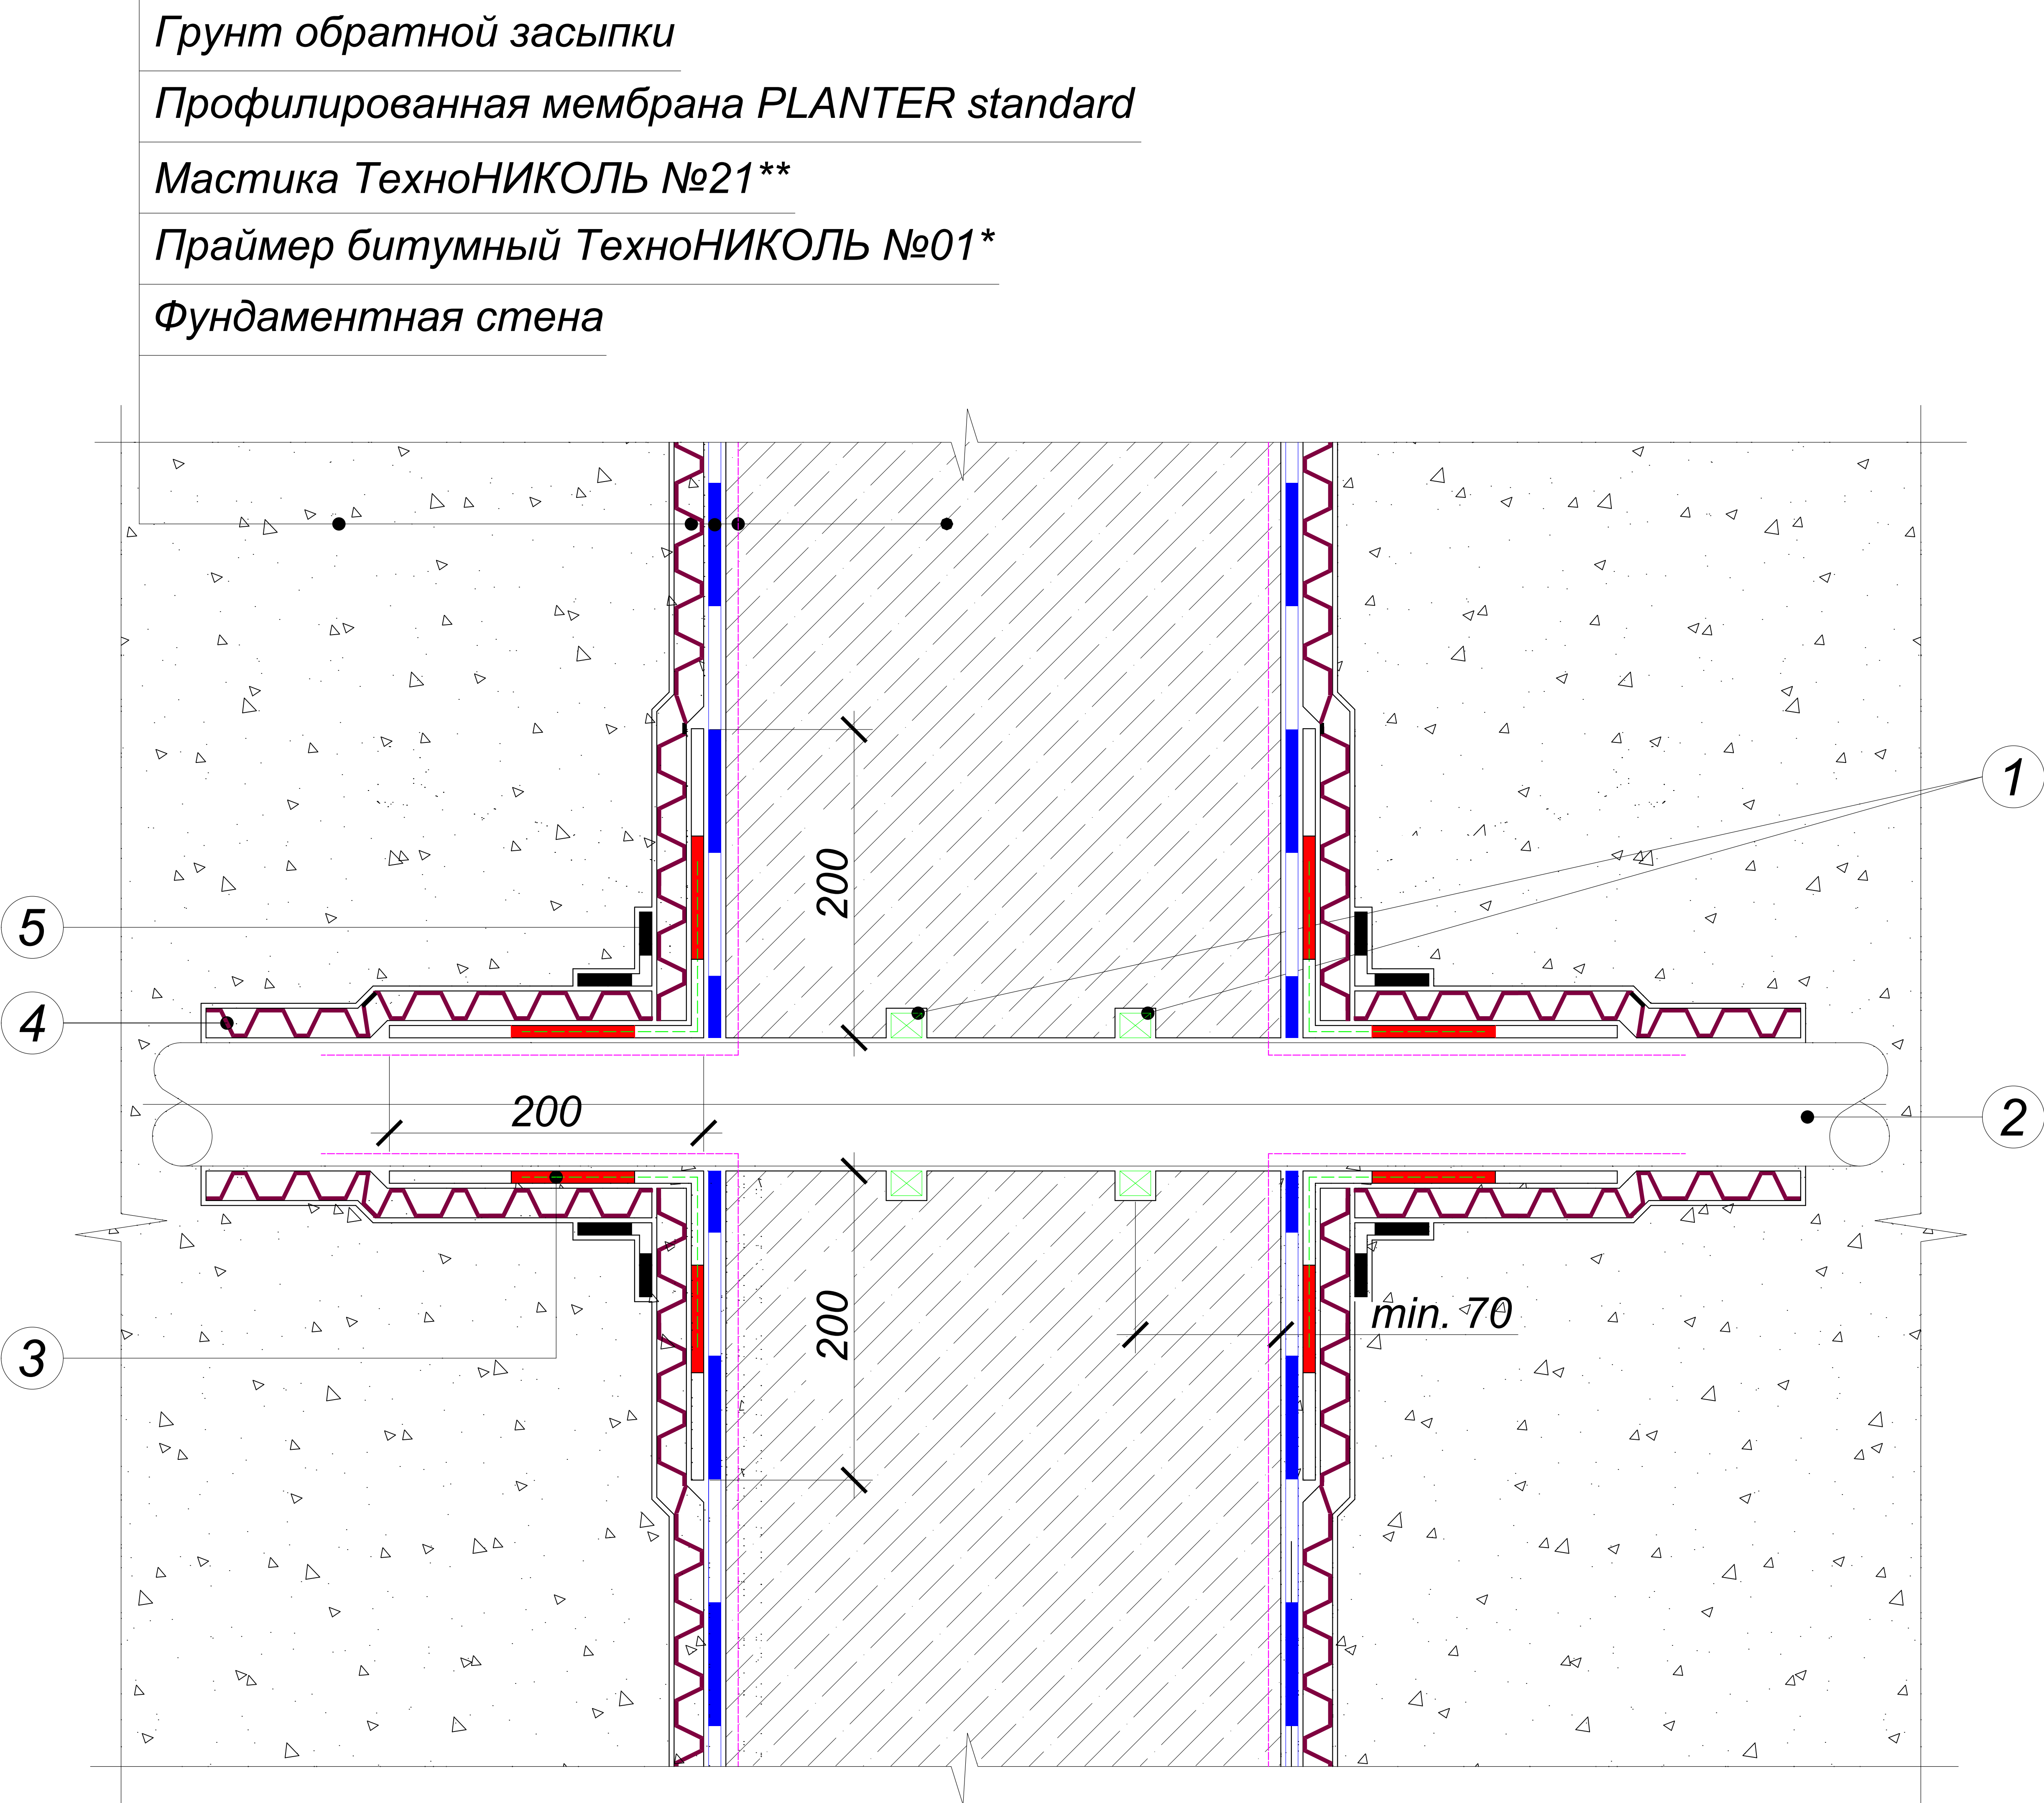 Грунт обратной засыпки
Профилированная мембрана PLANTER standard
Мастика ТехноНИКОЛЬ №21**
Праймер битумный ТехноНИКОЛЬ №01*
Фундаментная стена
1
200
5
4
200
2
200
min. 70
3